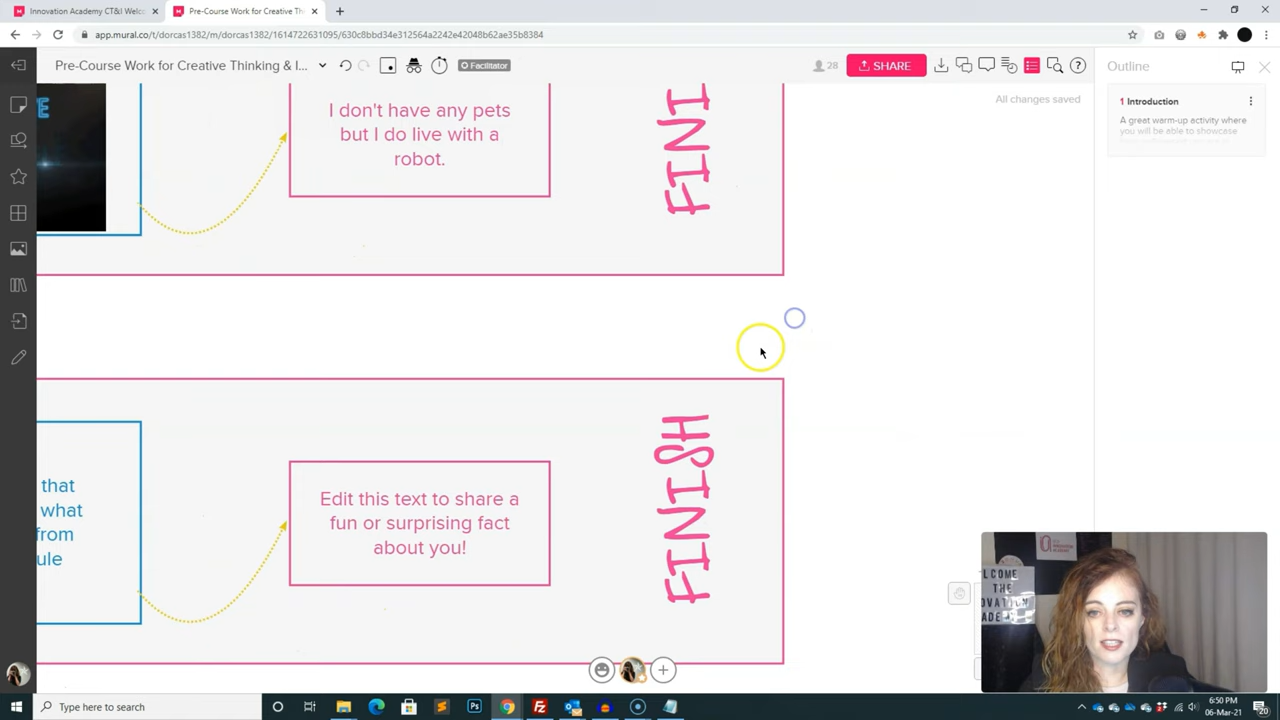 Innovation Academy CT&I Welc
Pre-Course Work for Creative Thin
app.mural.co/t/dorcas1382/m/dorcas1382/1614722631095/630c8bbd34e312564a2242e42048b62ae35b8384
Pre-Course Work for Creative Thinking & I...
Facilitator
28
SHARE
Outline
All changes saved
1 Introduction
A great warm-up activity where
you will be able to showcase
I don't have any pets
but I do live with a
robot.
FINI
that
what
from
ule
Edit this text to share a
fun or surprising fact
about you!
FINISH
Type here to search
6:50 PM
06-Mar-21
20